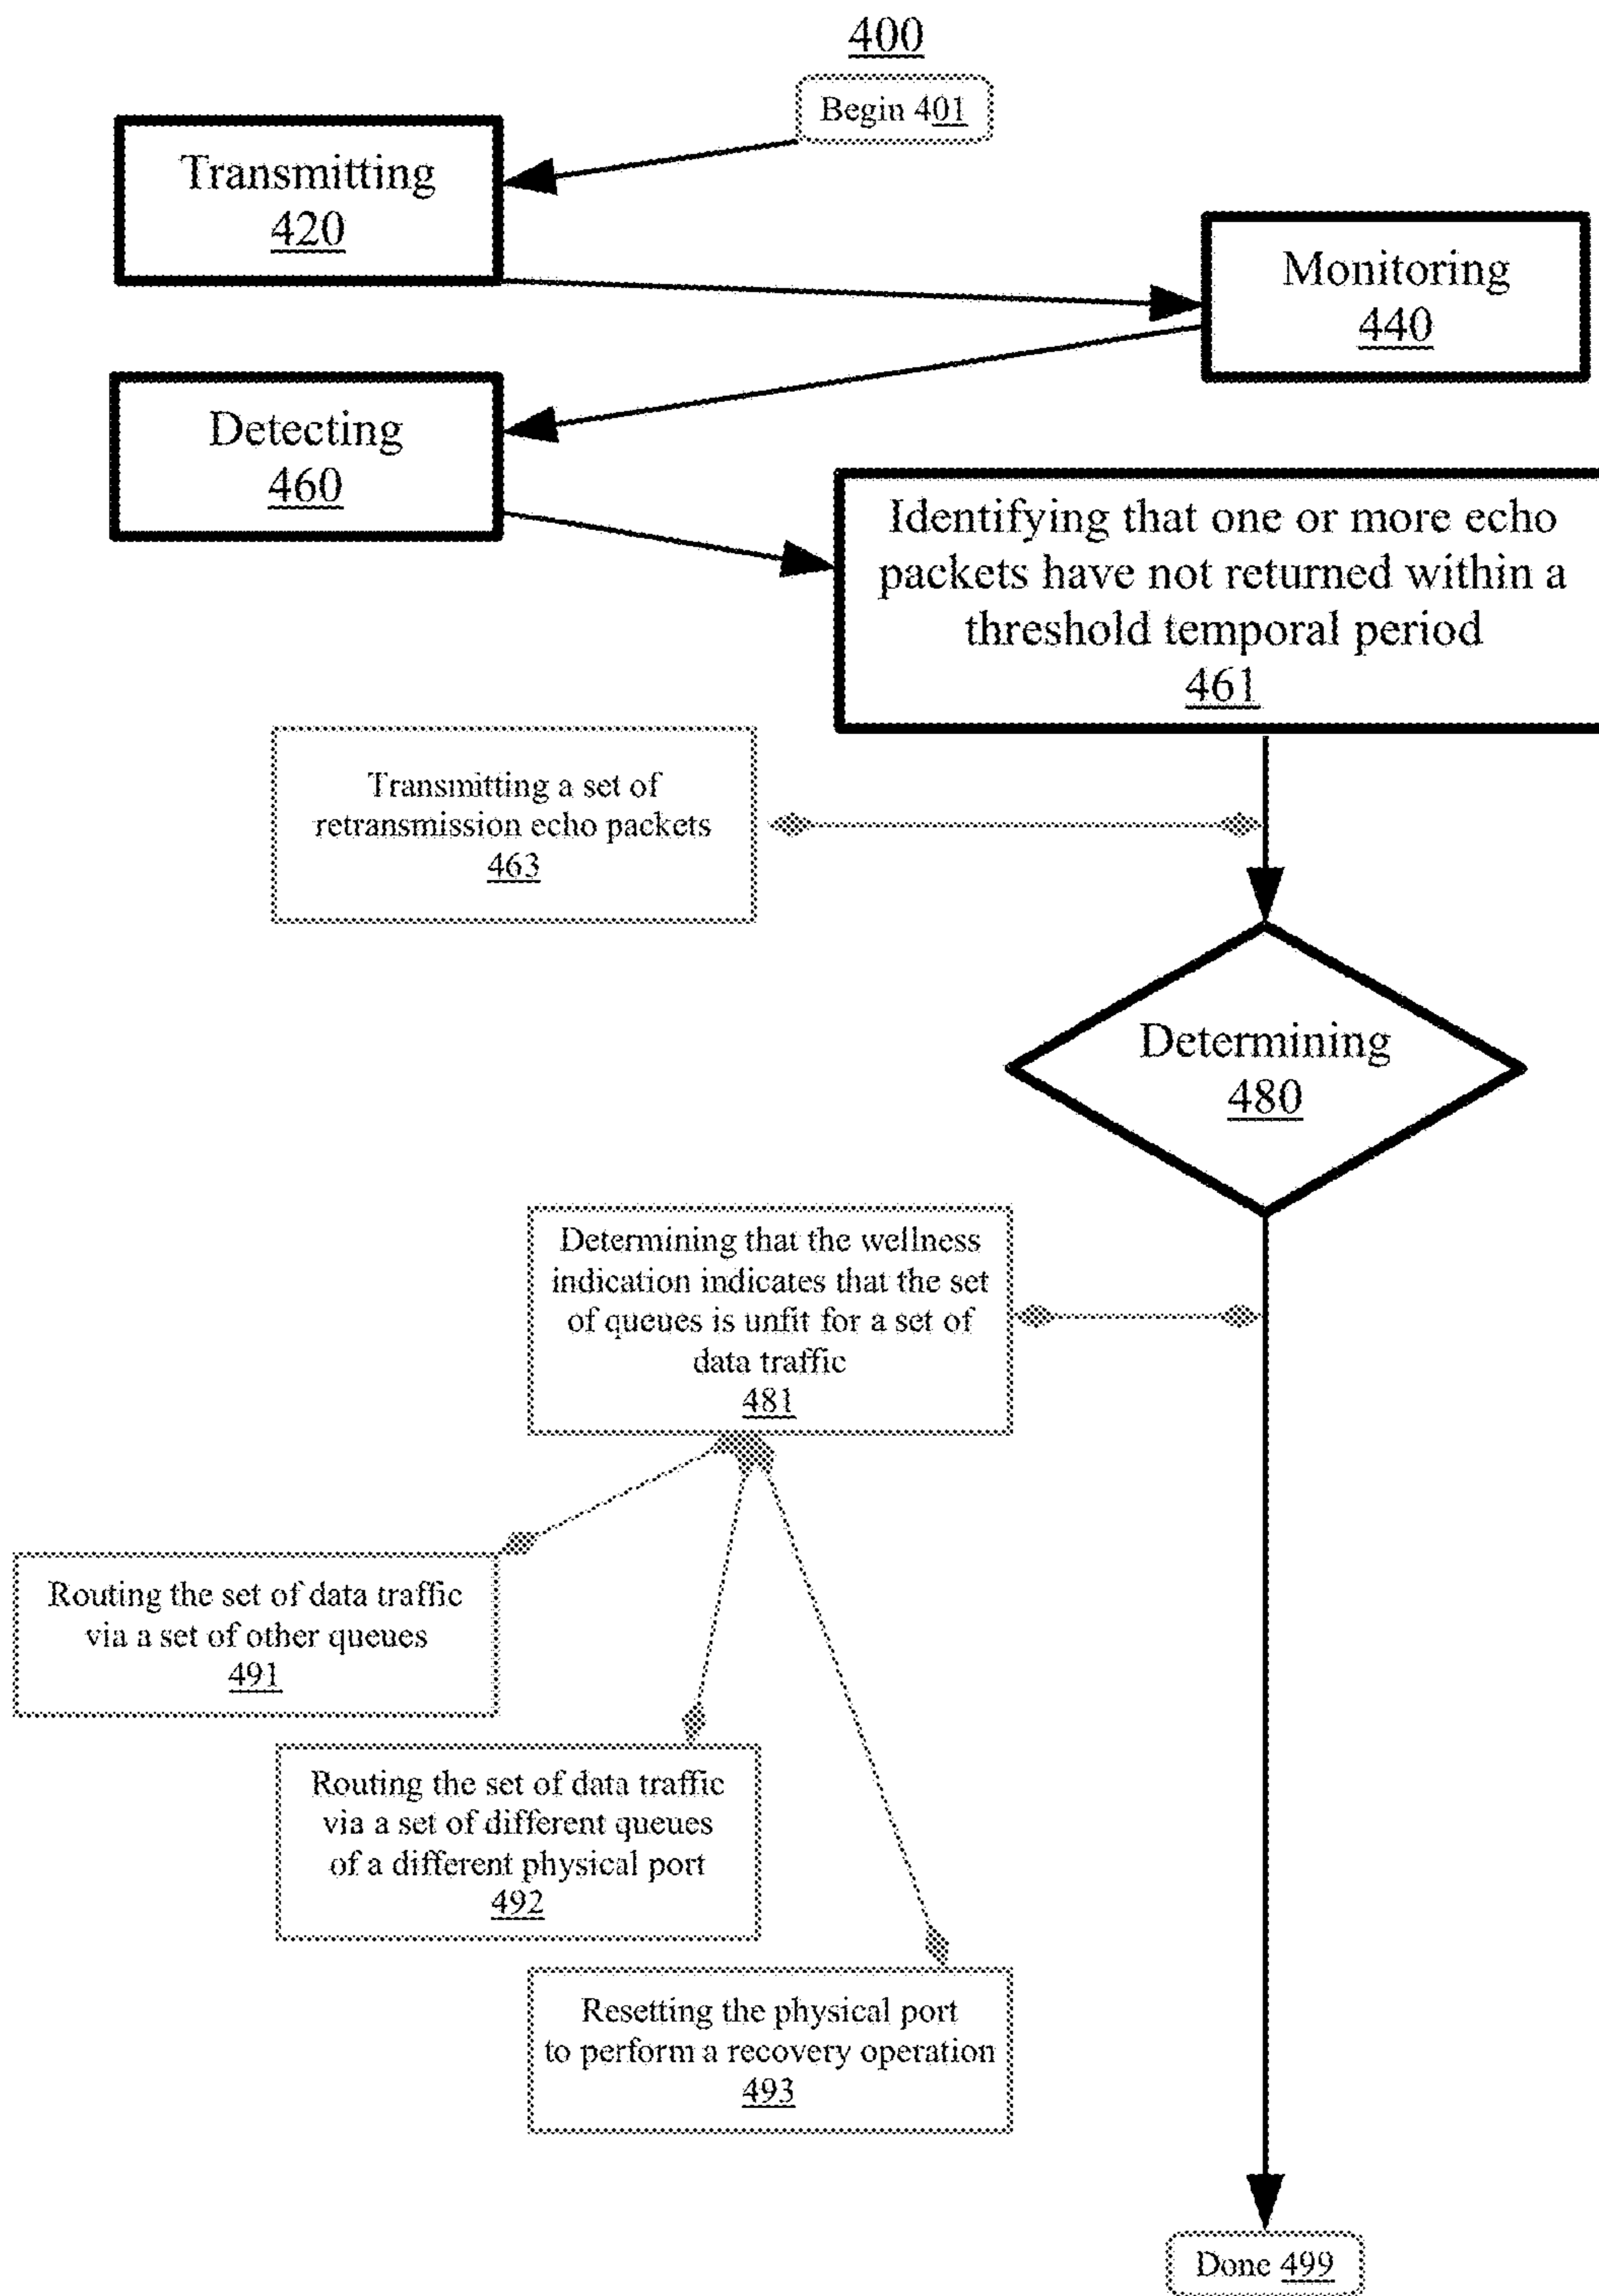 400
Begin 401
Transmitting
420
Monitoring
440
Detecting
460
Identifying that one or more echo
packets have not returned within a
threshold temporal period
461
Transmitting a set of
retransmission echo packets
463
Determining
480
Determining that the wellness
indication indicates that the set
of queues is unfit for a set of
data traffic
481
Routing the set of data traffic
via a set of other queues
491
Routing the set of data traffic
via a set of different queues
of a different physical port
492
Resetting the physical port
to perform a recovery operation
493
Done 499